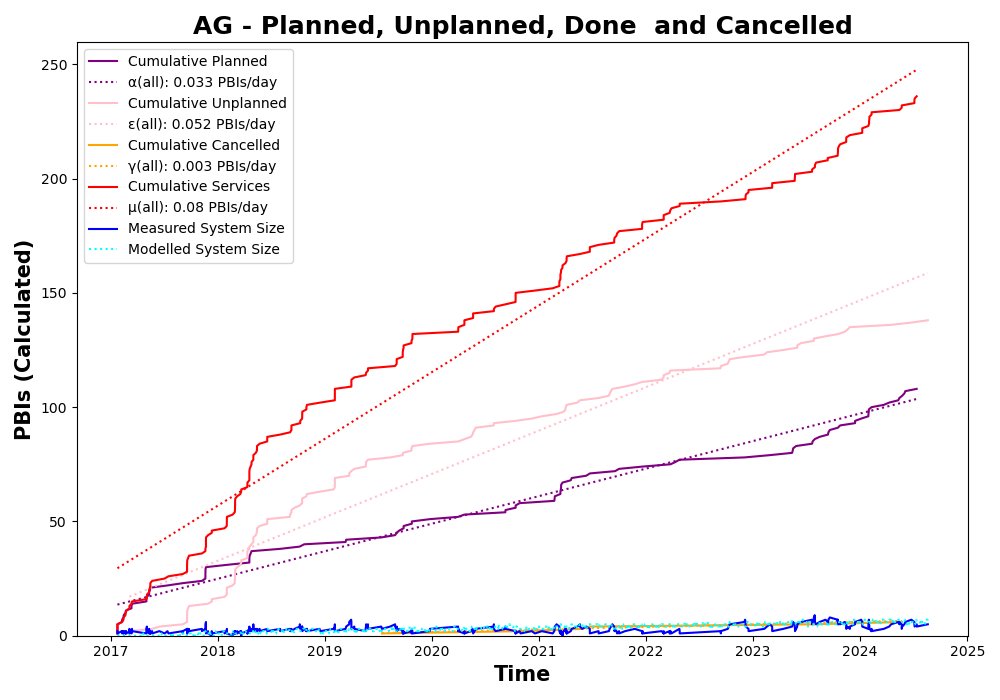 AG - Planned, Unplanned, Done  and Cancelled
Cumulative Planned
α(all): 0.033 PBIs/day
Cumulative Unplanned
ε(all): 0.052 PBIs/day
Cumulative Cancelled
γ(all): 0.003 PBIs/day
Cumulative Services
μ(all): 0.08 PBIs/day
Measured System Size
Modelled System Size
PBIs (Calculated)
250
200
150
100
50
0
2017 2018 2019 2020 2021 2022 2023 2024 2025
Time